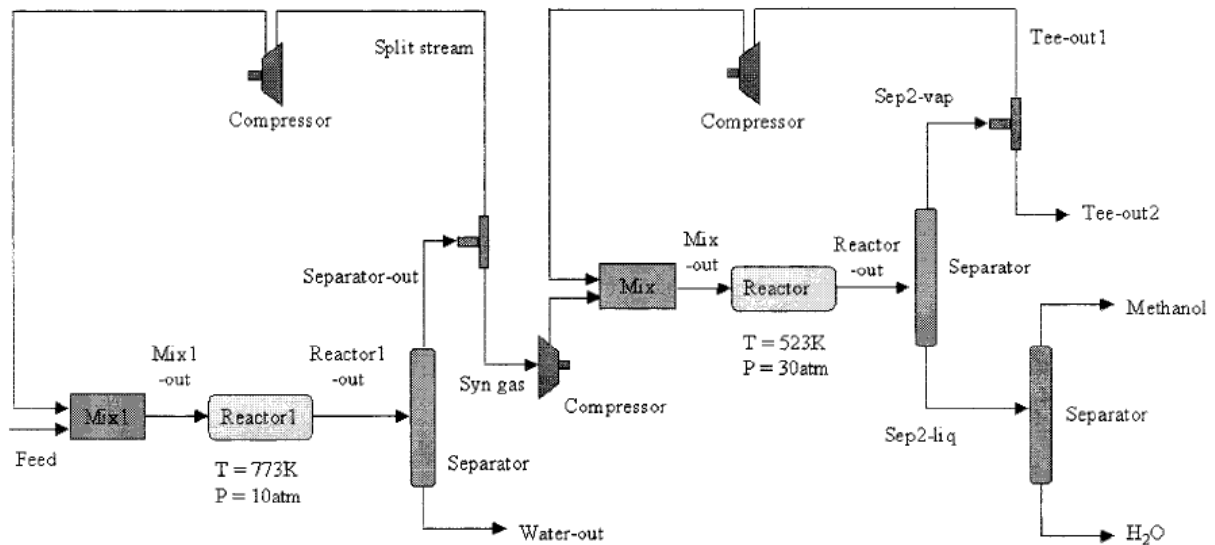 Split stream
Compressor
Tee-out1
Sep2-vap
Compressor
Tee-out2
Separator-out
Mix
-out
Reactor
-out
Separator
Mix
Reactor
T = 523K
P = 30atm
Methanol
Mix1
-out
Reactor1
-out
Syn gas
Compressor
Sep2-liq
Separator
Mix1
Reactor1
Feed
T = 773K
P = 10atm
Separator
Water-out
H₂O